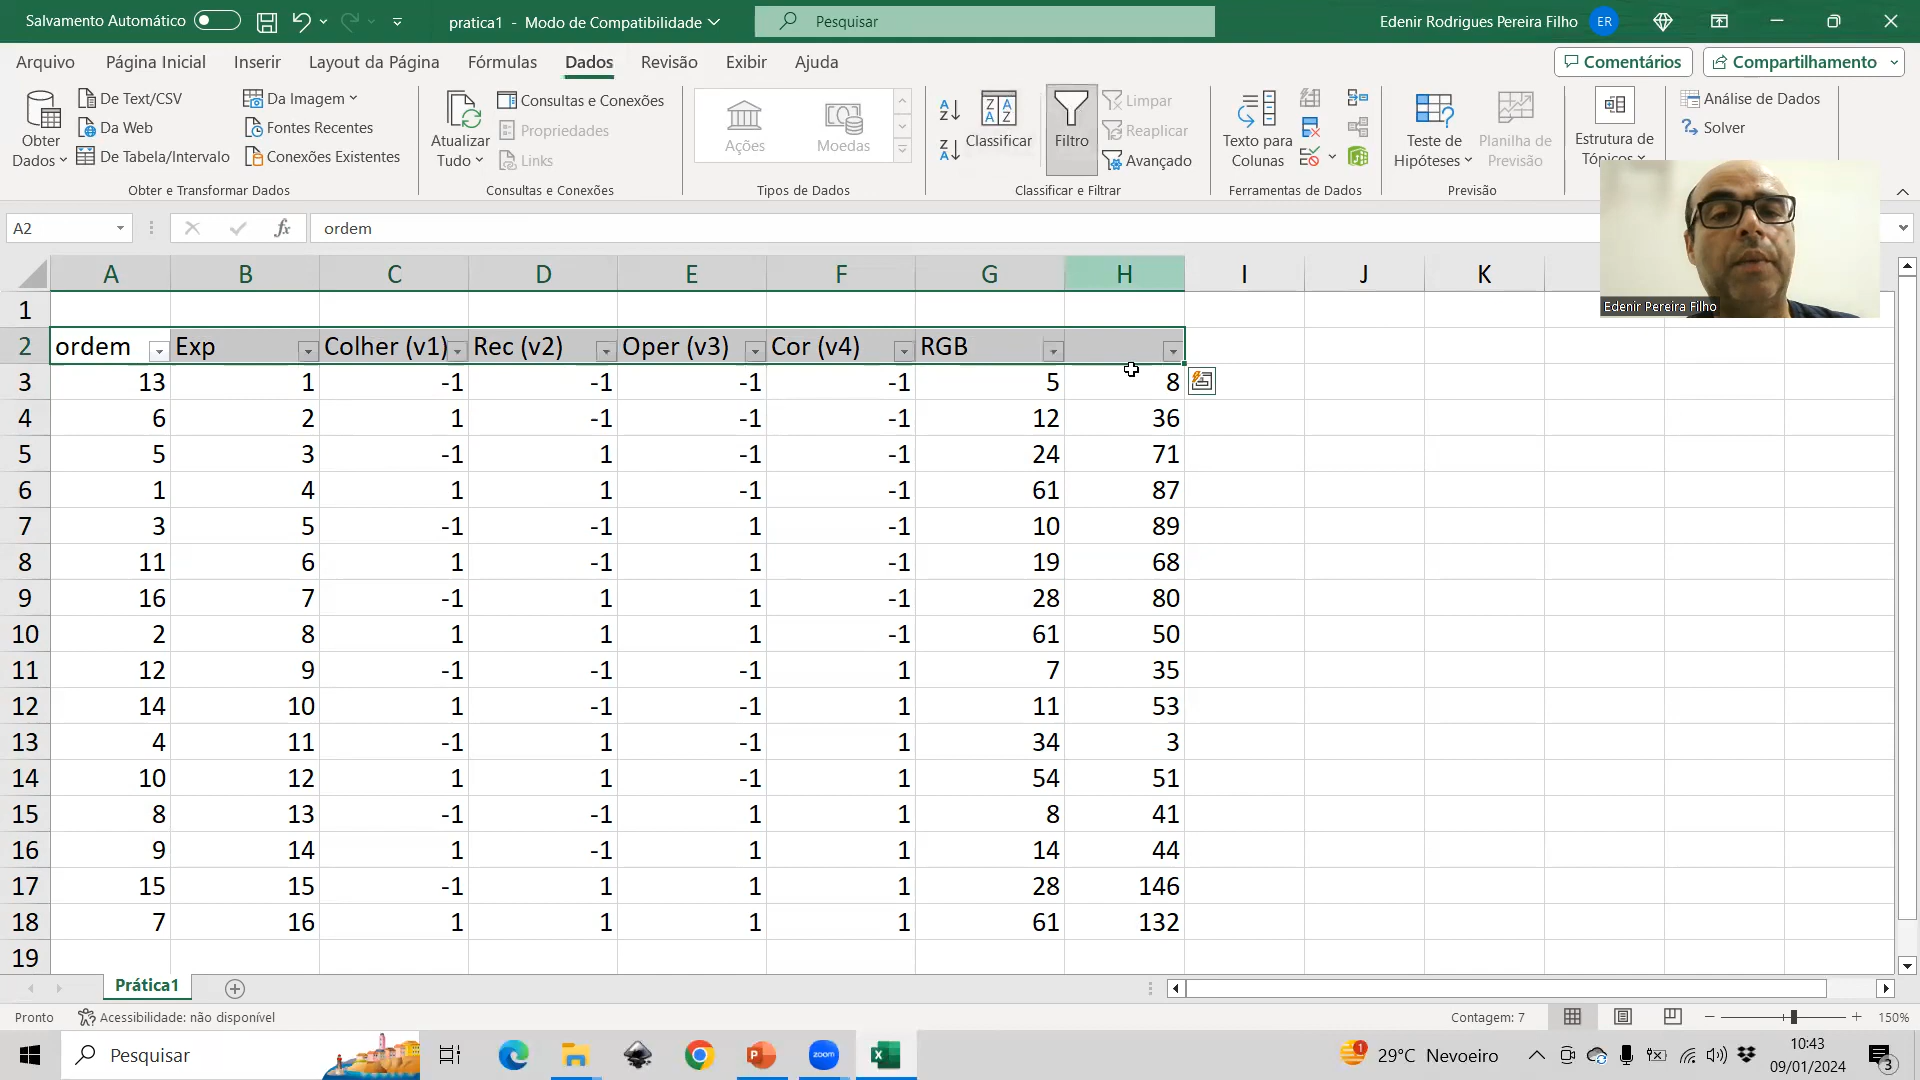 Salvamento Automático
pratica1 - Modo de Compatibilidade
Pesquisar
Edenir Rodrigues Pereira Filho
ER
Arquivo
Página Inicial
Inserir
Layout da Página
Fórmulas
Dados
Revisão
Exibir
Ajuda
Comentários
Compartilhamento
Obter
Dados
De Text/CSV
Da Web
De Tabela/Intervalo
Da Imagem
Fontes Recentes
Conexões Existentes
Obter e Transformar Dados
Atualizar
Tudo
Consultas e Conexões
Propriedades
Links
Consultas e Conexões
Ações
Moedas
Tipos de Dados
Classificar
Filtro
Limpar
Reaplicar
Avançado
Classificar e Filtrar
Texto para
Colunas
Ferramentas de Dados
Teste de
Hipóteses
Planilha de
Previsão
Previsão
Estrutura de
Tópicos
Análise de Dados
Solver
Edenir Pereira Filho
A2
fx
ordem
A B C D E F G H I J K
1
2 ordem Exp Colher (v1) Rec (v2) Oper (v3) Cor (v4) RGB
3 13 1 -1 -1 -1 -1 5 8
4 6 2 1 -1 -1 -1 12 36
5 5 3 -1 1 -1 -1 24 71
6 1 4 1 1 -1 -1 61 87
7 3 5 -1 -1 1 -1 10 89
8 11 6 1 -1 1 -1 19 68
9 16 7 -1 1 1 -1 28 80
10 2 8 1 1 1 -1 61 50
11 12 9 -1 -1 -1 1 7 35
12 14 10 1 -1 -1 1 11 53
13 4 11 -1 1 -1 1 34 3
14 10 12 1 1 -1 1 54 51
15 8 13 -1 -1 1 1 8 41
16 9 14 1 -1 1 1 14 44
17 15 15 -1 1 1 1 28 146
18 7 16 1 1 1 1 61 132
19
Prática1
Pronto
Acessibilidade: não disponível
Contagem: 7
150%
Pesquisar
zoom
1
29°C Nevoeiro
10:43
09/01/2024
3